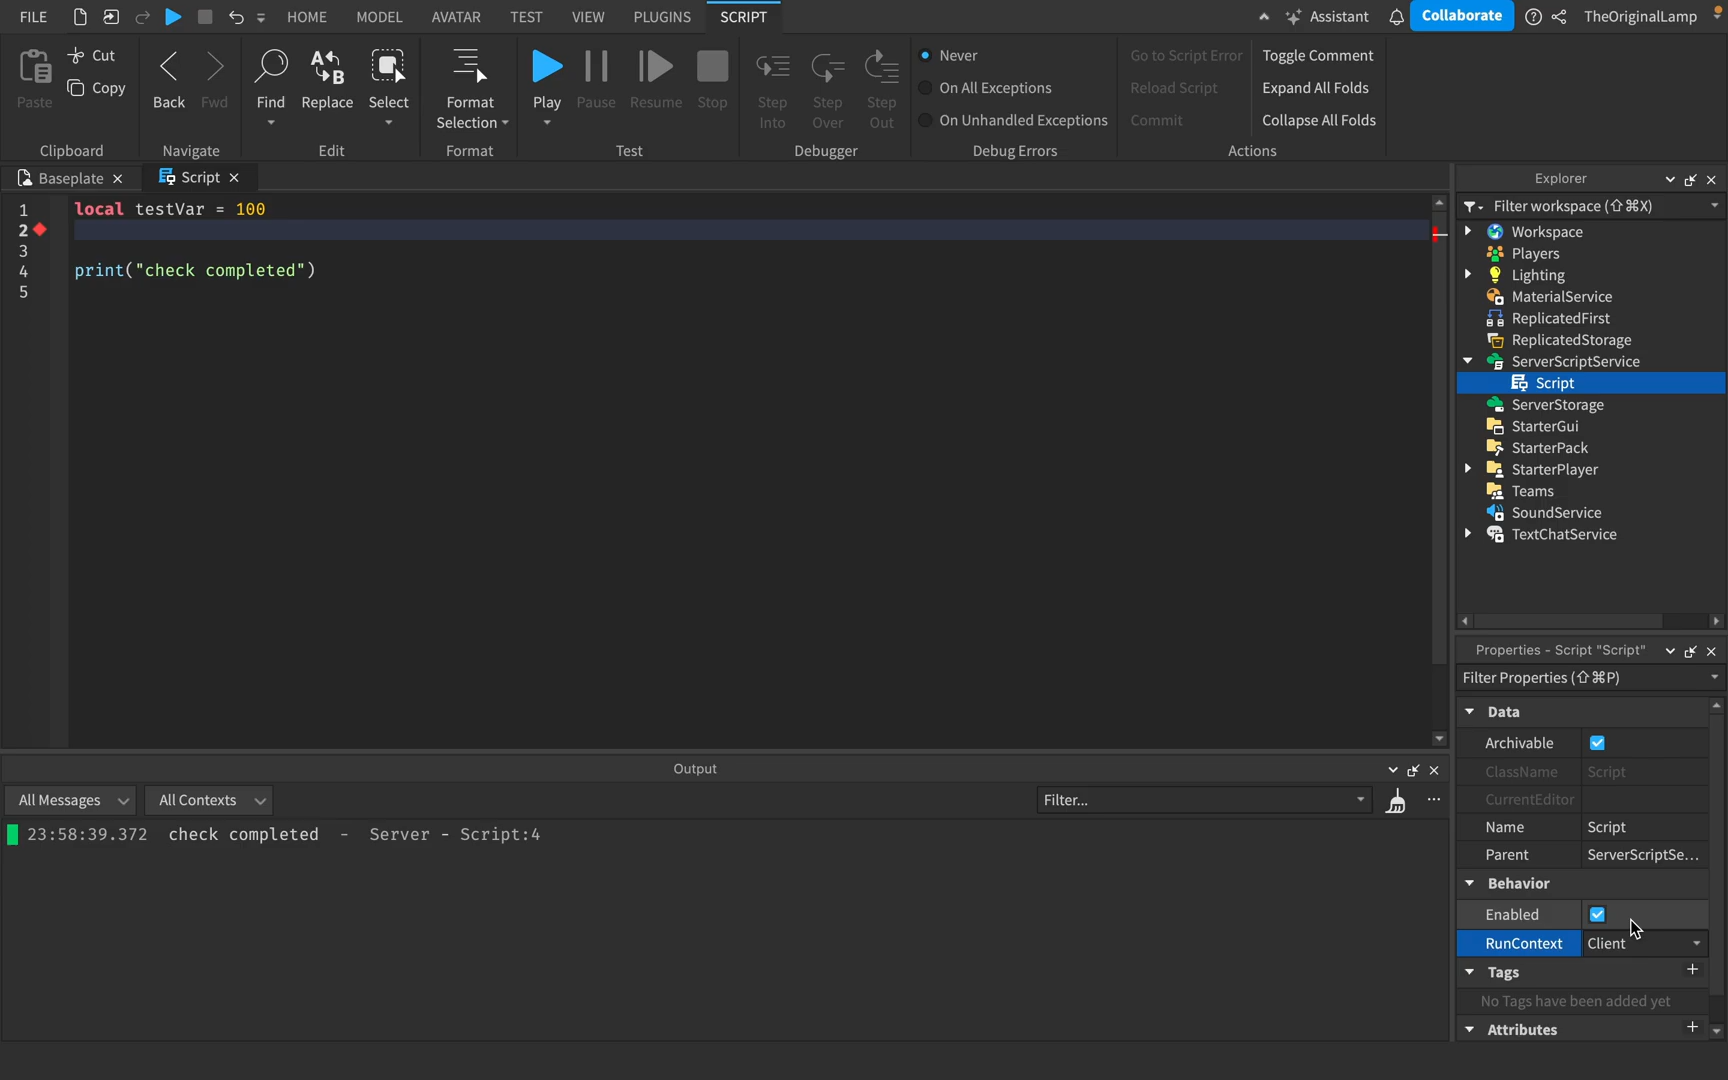 FILE HOME MODEL AVATAR TEST VIEW PLUGINS SCRIPT Assistant Collaborate TheOriginalLamp
Paste Cut Copy
Clipboard
Back Fwd
Navigate
Find Replace Select
Edit
Format
Selection
Format
Play Pause Resume Stop
Test
Step
Into
Step
Over
Step
Out
Debugger
Never
On All Exceptions
On Unhandled Exceptions
Debug Errors
Go to Script Error
Reload Script
Commit
Toggle Comment
Expand All Folds
Collapse All Folds
Actions
Baseplate Script
1 local testVar = 100
2
3
4 print("check completed")
5
Output
All Messages All Contexts Filter...
23:58:39.372 check completed - Server - Script:4
Explorer
Filter workspace (⇧⌘X)
Workspace
Players
Lighting
MaterialService
ReplicatedFirst
ReplicatedStorage
ServerScriptService
Script
ServerStorage
StarterGui
StarterPack
StarterPlayer
Teams
SoundService
TextChatService
Properties - Script "Script"
Filter Properties (⇧⌘P)
Data
Archivable
ClassName Script
CurrentEditor
Name Script
Parent ServerScriptSe...
Behavior
Enabled
RunContext Client
Tags
No Tags have been added yet
Attributes